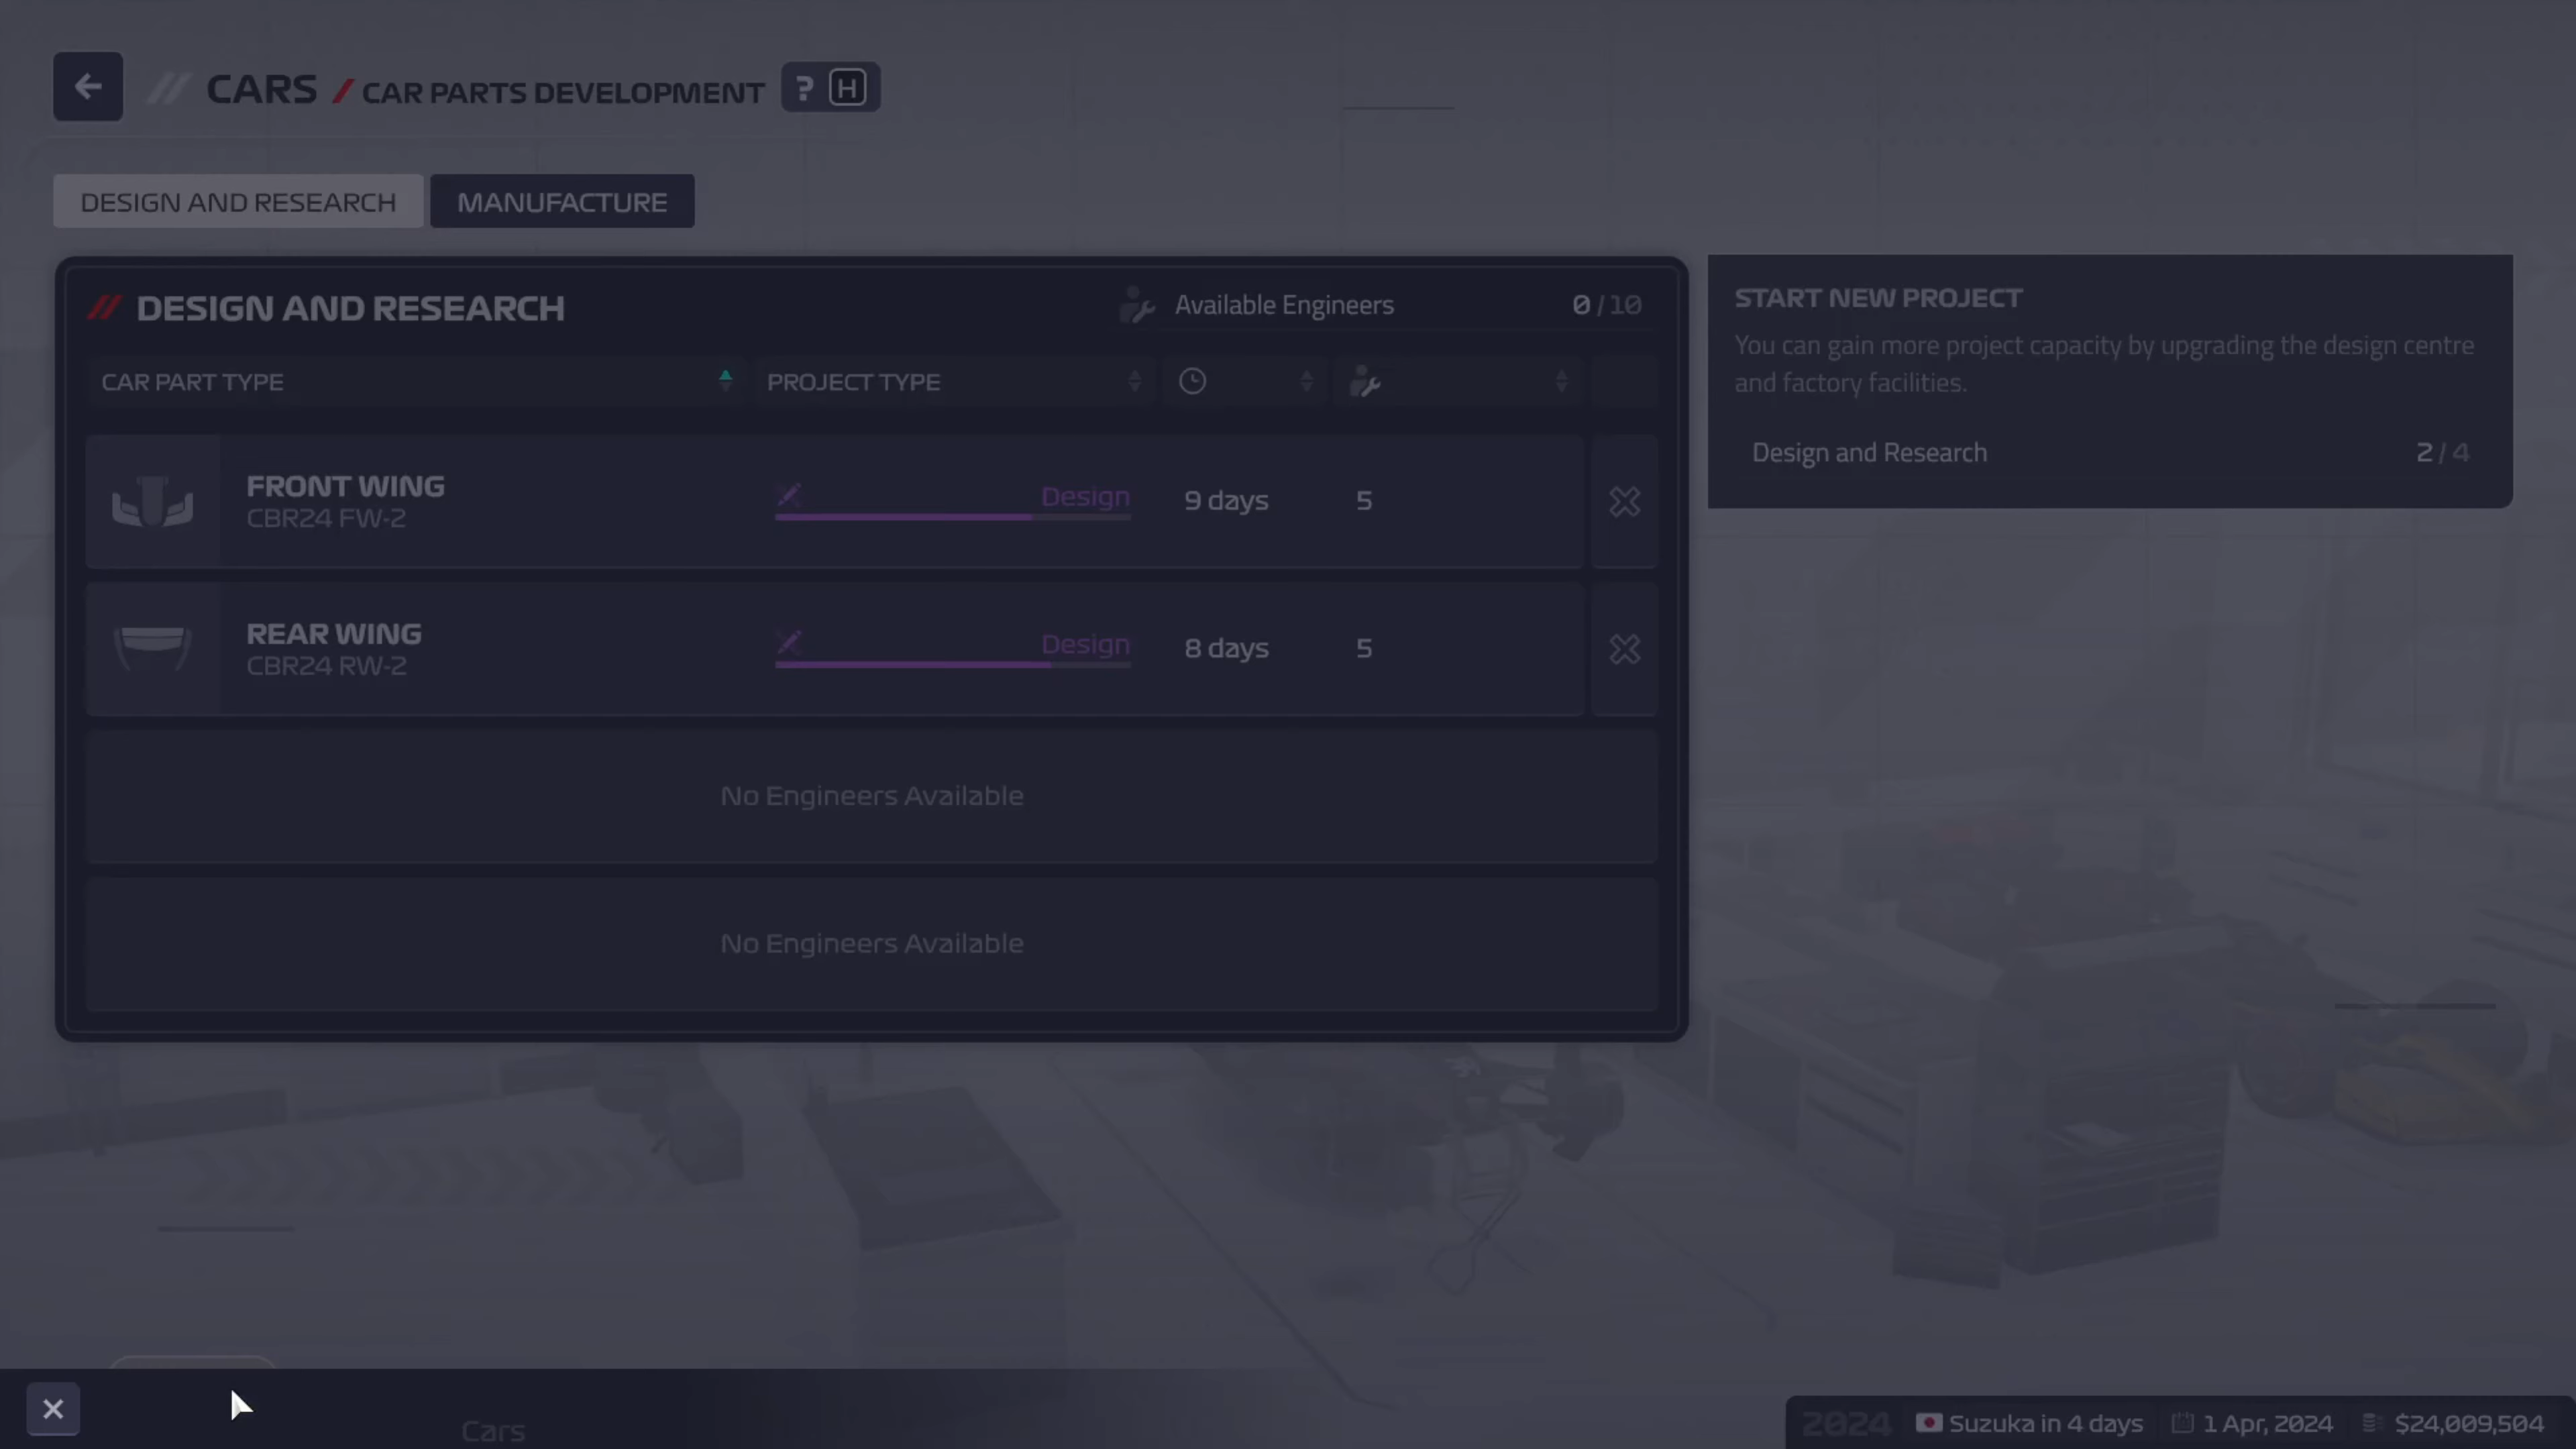 CARS / CAR PARTS DEVELOPMENT ? H
DESIGN AND RESEARCH
MANUFACTURE
DESIGN AND RESEARCH
Available Engineers 0 / 10
CAR PART TYPE
PROJECT TYPE
FRONT WING
CBR24 FW-2
Design
9 days
5
REAR WING
CBR24 RW-2
Design
8 days
5
No Engineers Available
No Engineers Available
START NEW PROJECT
You can gain more project capacity by upgrading the design centre
and factory facilities.
Design and Research 2 / 4
Cars
2024 Suzuka in 4 days 1 Apr, 2024 $24,009,504